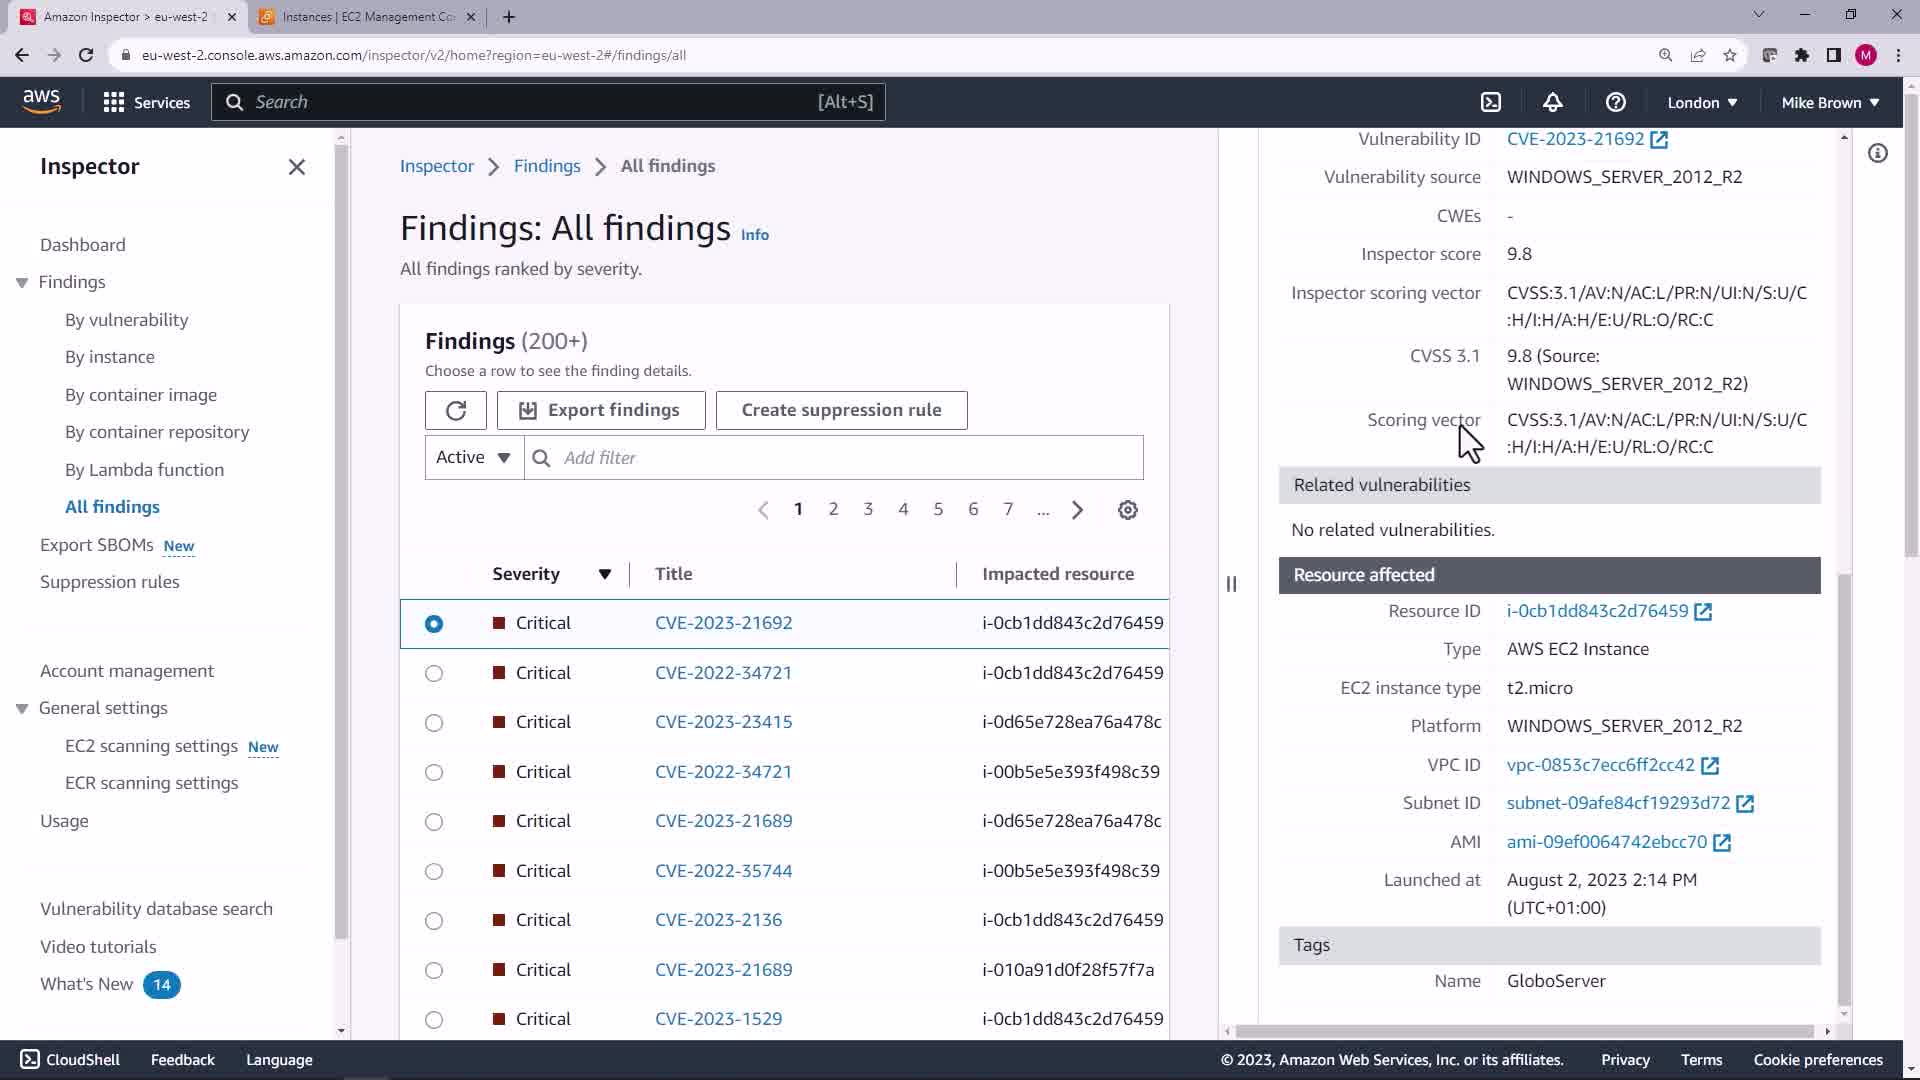 Amazon Inspector > eu-west-2
Instances | EC2 Management Co
eu-west-2.console.aws.amazon.com/inspector/v2/home?region=eu-west-2#/findings/all
M
aws
Services
Search
[Alt+S]
London
Mike Brown
Inspector
Dashboard
Findings
By vulnerability
By instance
By container image
By container repository
By Lambda function
All findings
Export SBOMs New
Suppression rules
Account management
General settings
EC2 scanning settings New
ECR scanning settings
Usage
Vulnerability database search
Video tutorials
What's New 14
Inspector > Findings > All findings
Findings: All findings Info
All findings ranked by severity.
Findings (200+)
Choose a row to see the finding details.
Export findings
Create suppression rule
Active
Add filter
1 2 3 4 5 6 7 ...
Severity Title Impacted resource
Critical CVE-2023-21692 i-0cb1dd843c2d76459
Critical CVE-2022-34721 i-0cb1dd843c2d76459
Critical CVE-2023-23415 i-0d65e728ea76a478c
Critical CVE-2022-34721 i-00b5e5e393f498c39
Critical CVE-2023-21689 i-0d65e728ea76a478c
Critical CVE-2022-35744 i-00b5e5e393f498c39
Critical CVE-2023-2136 i-0cb1dd843c2d76459
Critical CVE-2023-21689 i-010a91d0f28f57f7a
Critical CVE-2023-1529 i-0cb1dd843c2d76459
Vulnerability ID CVE-2023-21692
Vulnerability source WINDOWS_SERVER_2012_R2
CWEs -
Inspector score 9.8
Inspector scoring vector CVSS:3.1/AV:N/AC:L/PR:N/UI:N/S:U/C
:H/I:H/A:H/E:U/RL:O/RC:C
CVSS 3.1 9.8 (Source:
WINDOWS_SERVER_2012_R2)
Scoring vector CVSS:3.1/AV:N/AC:L/PR:N/UI:N/S:U/C
:H/I:H/A:H/E:U/RL:O/RC:C
Related vulnerabilities
No related vulnerabilities.
Resource affected
Resource ID i-0cb1dd843c2d76459
Type AWS EC2 Instance
EC2 instance type t2.micro
Platform WINDOWS_SERVER_2012_R2
VPC ID vpc-0853c7ecc6ff2cc42
Subnet ID subnet-09afe84cf19293d72
AMI ami-09ef0064742ebcc70
Launched at August 2, 2023 2:14 PM
(UTC+01:00)
Tags
Name GloboServer
CloudShell Feedback Language
© 2023, Amazon Web Services, Inc. or its affiliates. Privacy Terms Cookie preferences